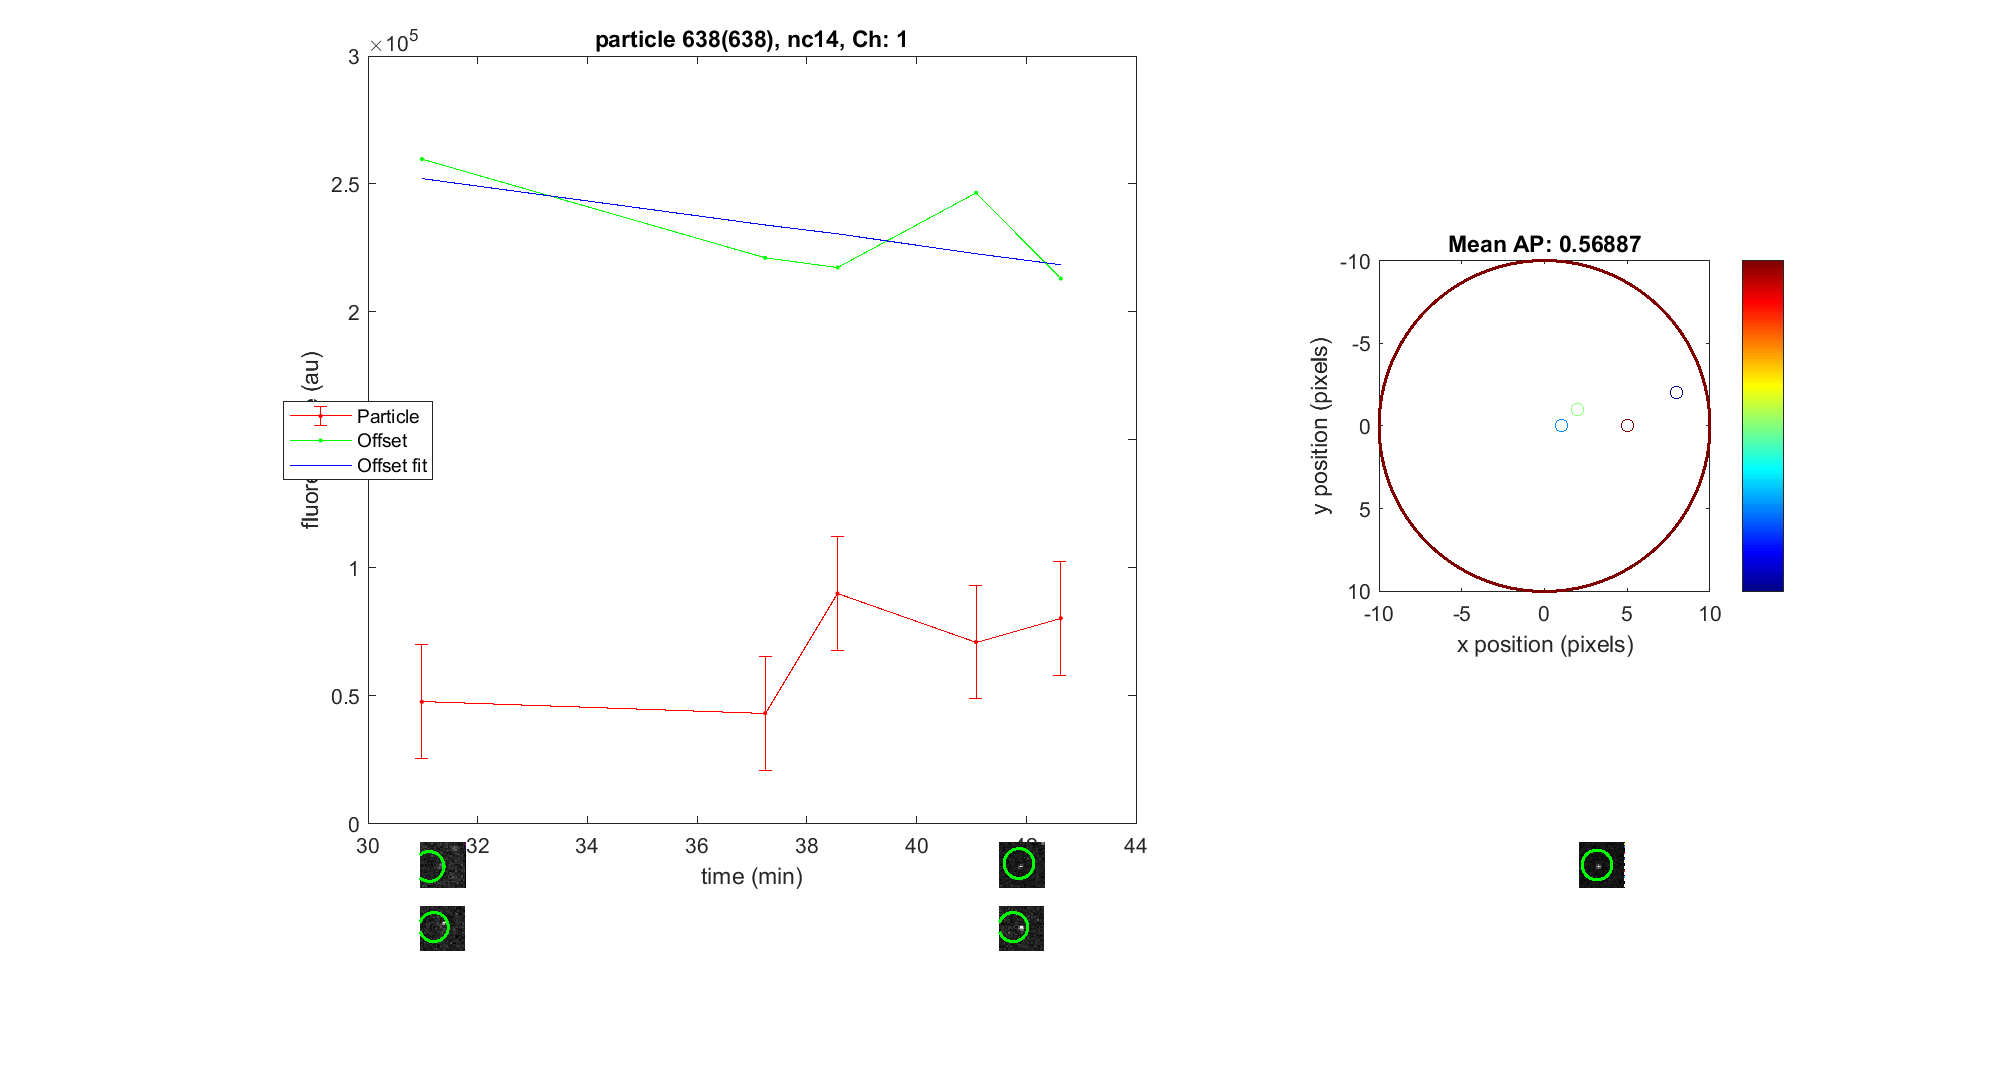 particle 638(638), nc14, Ch: 1
×10^5
3
2.5
2
1
0.5
0
(au)
Particle
Offset
Offset fit
30 32 34 36 38 40 44
time (min)
Mean AP: 0.56887
-10
-5
0
5
10
y position (pixels)
-10 -5 0 5 10
x position (pixels)